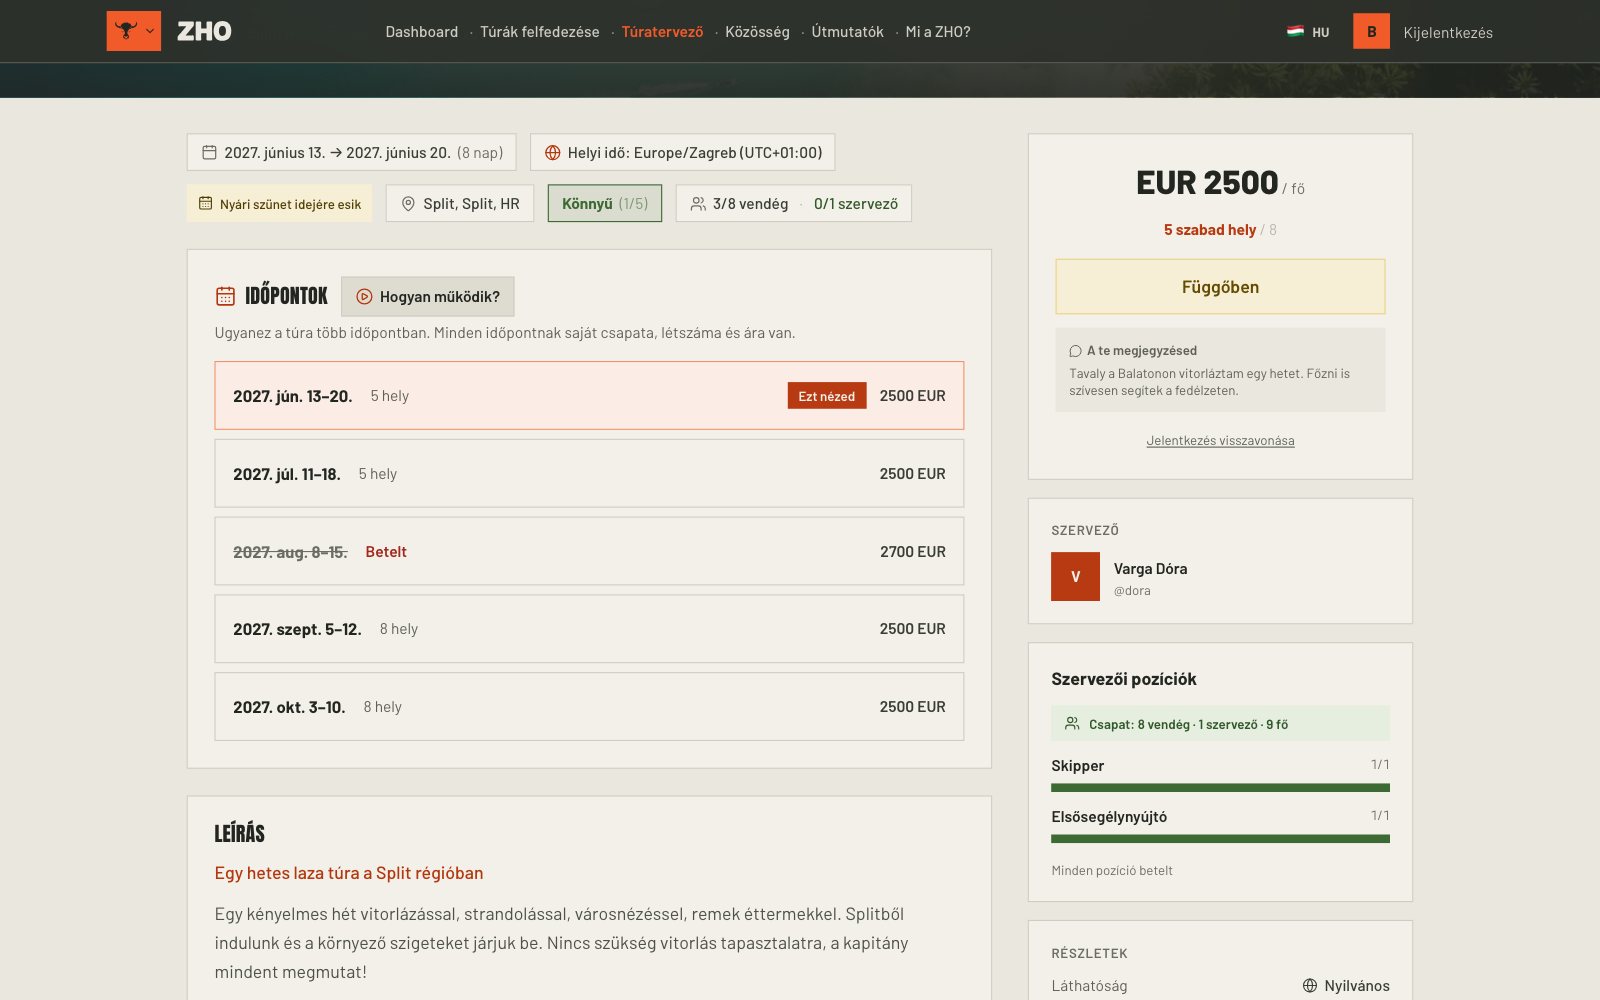 ZHO
Dashboard · Túrák felfedezése · Túratervező · Közösség · Útmutatók · Mi a ZHO?
HU
B
Kijelentkezés
2027. június 13. → 2027. június 20. (8 nap)
Helyi idő: Europe/Zagreb (UTC+01:00)
Nyári szünet idejére esik
Split, Split, HR
Könnyű (1/5)
3/8 vendég · 0/1 szervező
IDŐPONTOK
Hogyan működik?
Ugyanez a túra több időpontban. Minden időpontnak saját csapata, létszáma és ára van.
2027. jún. 13–20. 5 hely Ezt nézed 2500 EUR
2027. júl. 11–18. 5 hely 2500 EUR
2027. aug. 8–15. Betelt 2700 EUR
2027. szept. 5–12. 8 hely 2500 EUR
2027. okt. 3–10. 8 hely 2500 EUR
LEÍRÁS
Egy hetes laza túra a Split régióban
Egy kényelmes hét vitorlázással, strandolással, városnézéssel, remek éttermekkel. Splitből
indulunk és a környező szigeteket járjuk be. Nincs szükség vitorlás tapasztalatra, a kapitány
mindent megmutat!
EUR 2500 / fő
5 szabad hely / 8
Függőben
A te megjegyzésed
Tavaly a Balatonon vitorláztam egy hetet. Főzni is
szívesen segítek a fedélzeten.
Jelentkezés visszavonása
SZERVEZŐ
V
Varga Dóra
@dora
Szervezői pozíciók
Csapat: 8 vendég · 1 szervező · 9 fő
Skipper 1/1
Elsősegélynyújtó 1/1
Minden pozíció betelt
RÉSZLETEK
Láthatóság Nyilvános